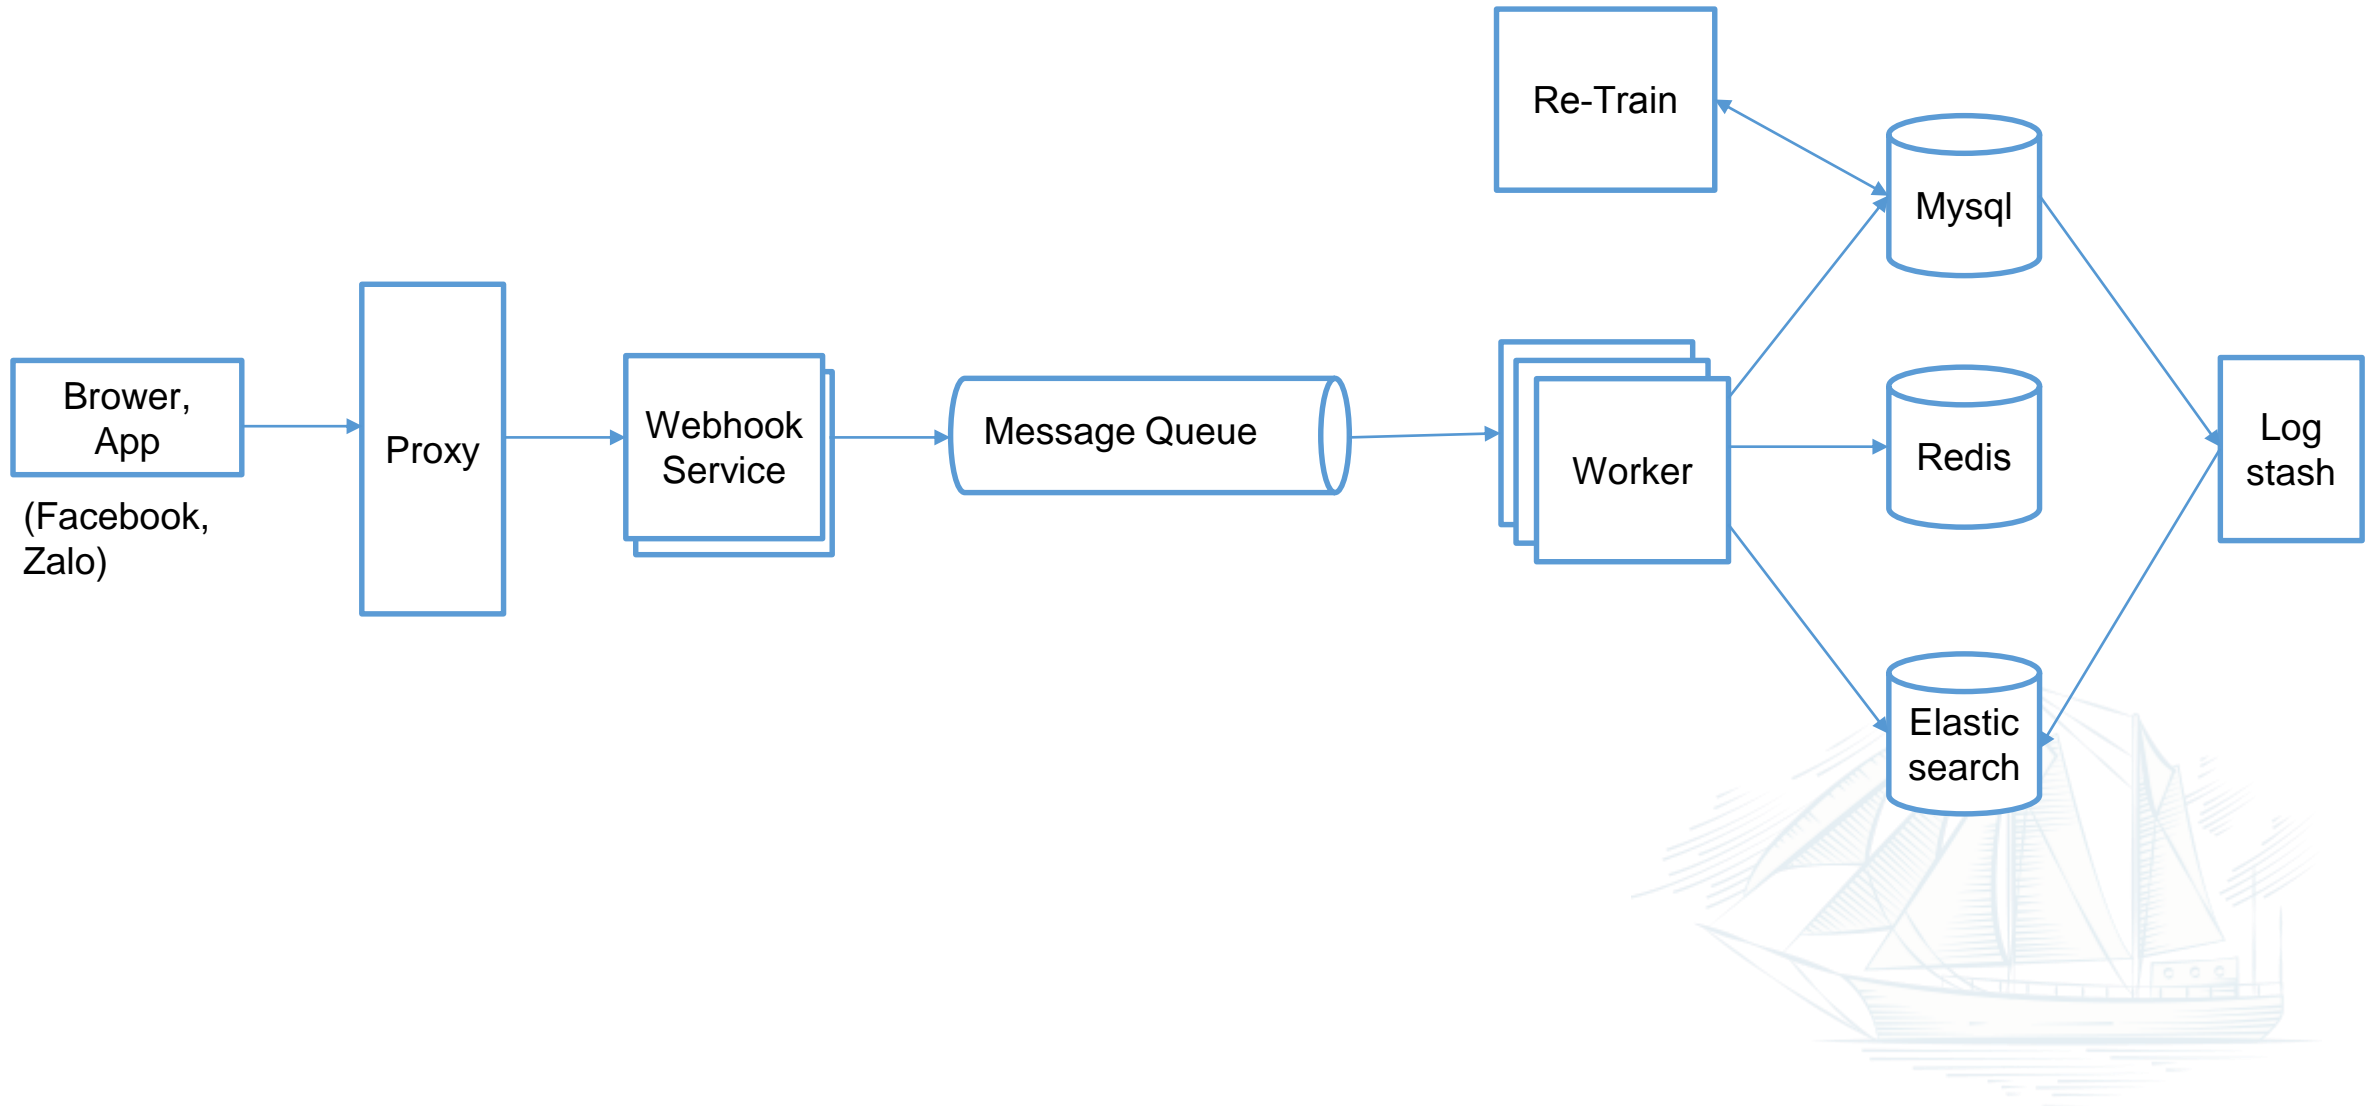 Brower,
App
(Facebook,
Zalo)
Proxy
Webhook
Service
Message Queue
Worker
Re-Train
Mysql
Redis
Elastic
search
Log
stash